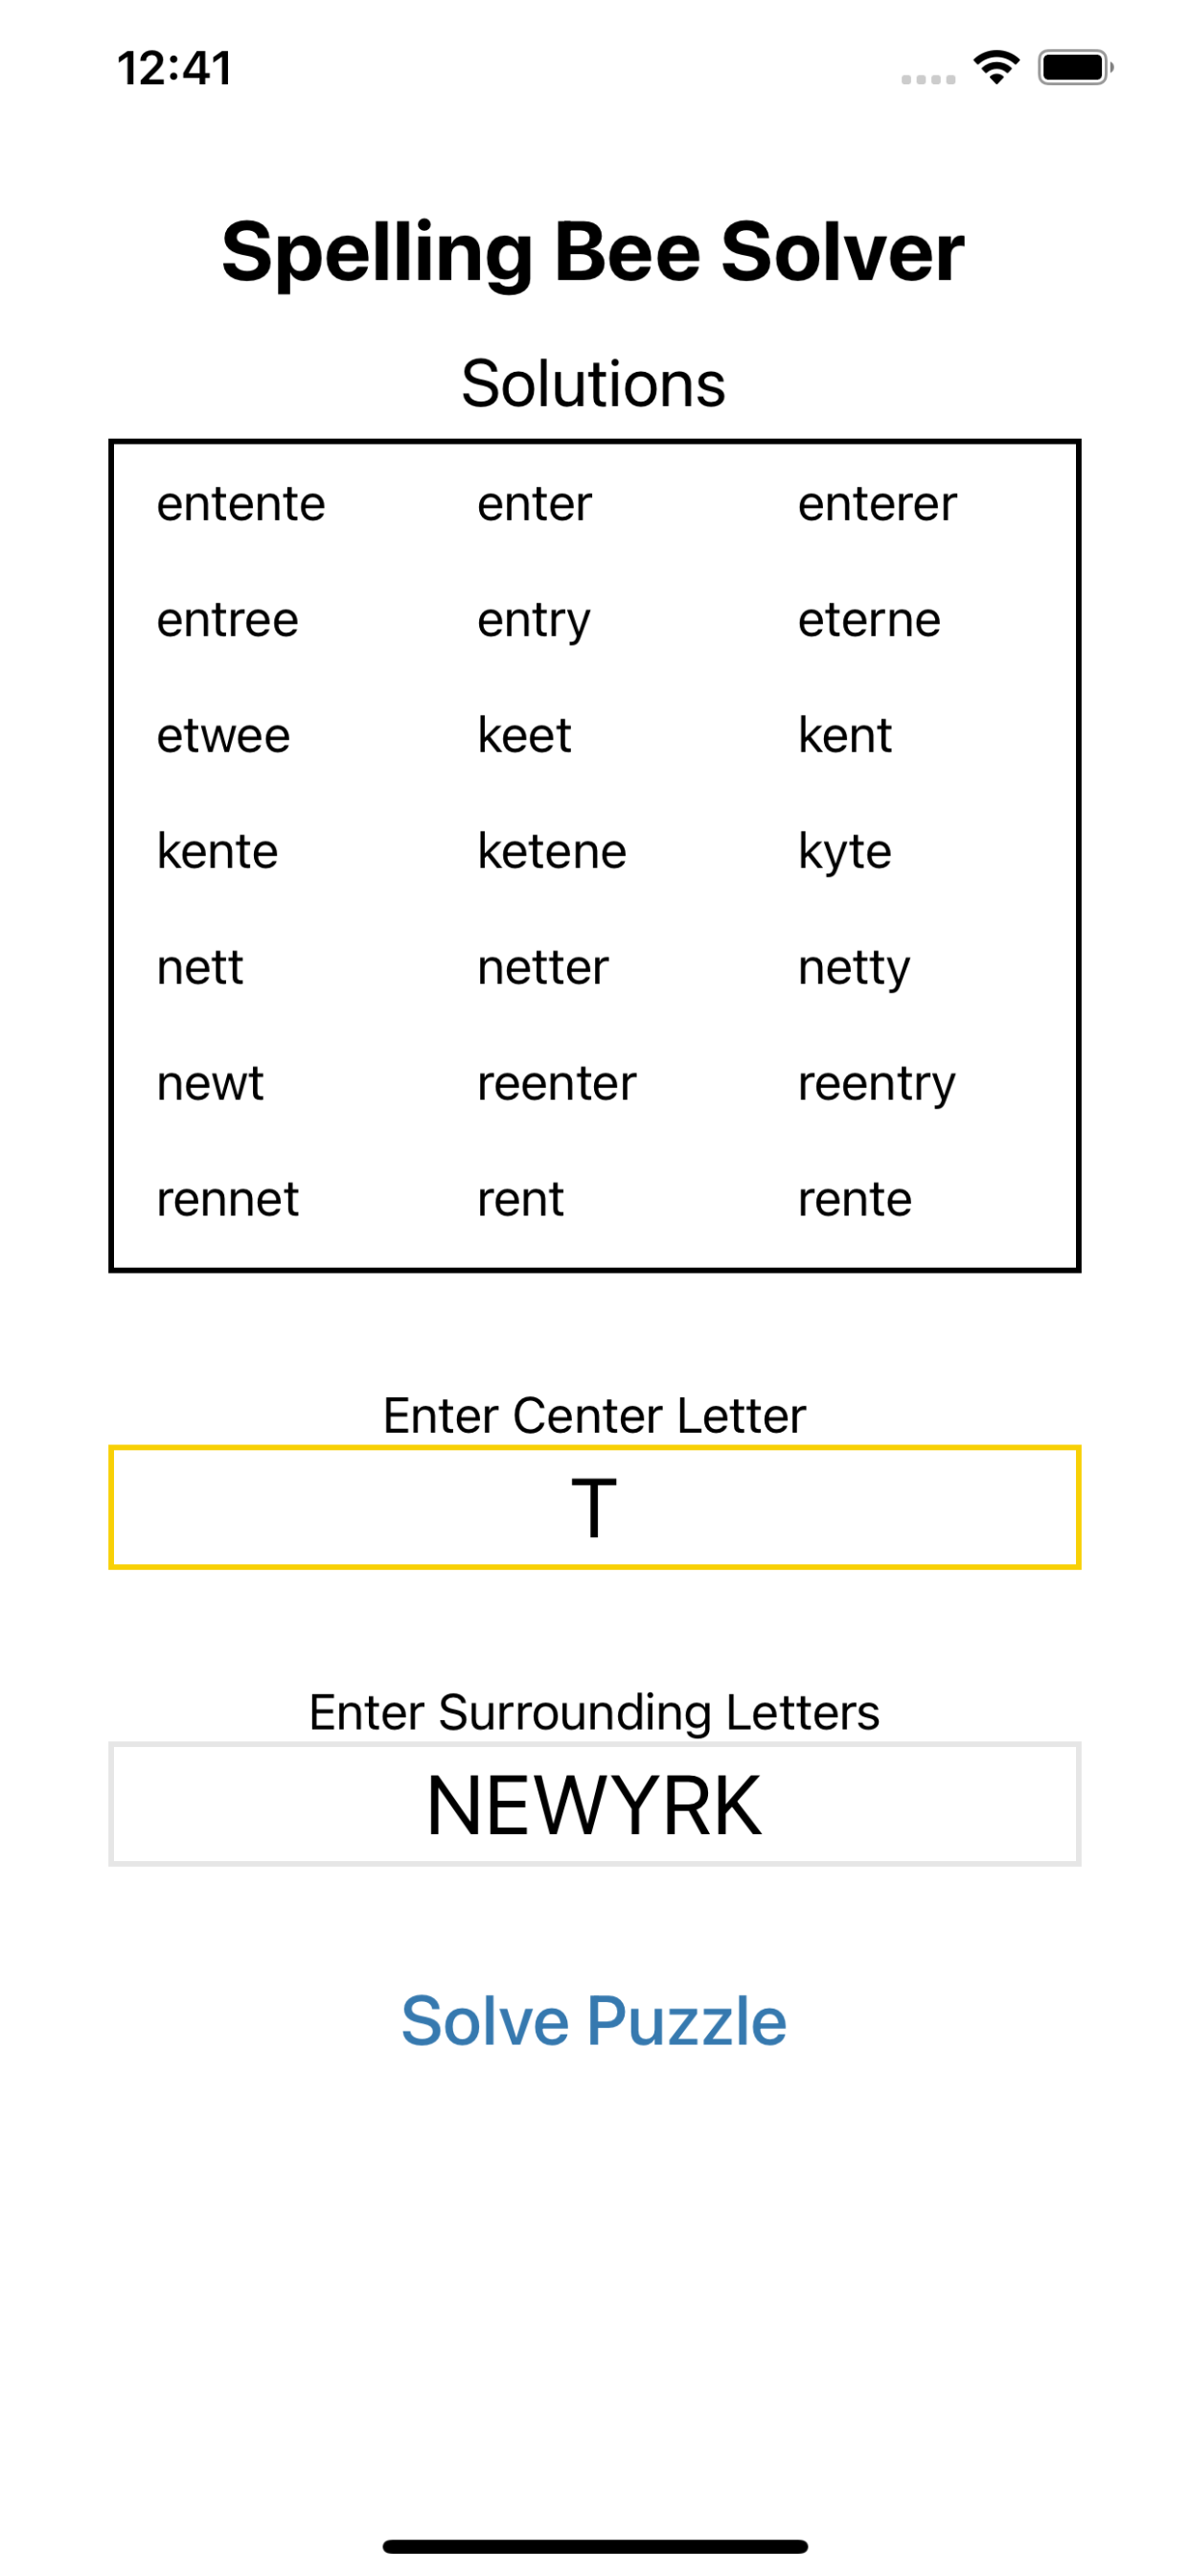 12:41
Spelling Bee Solver
Solutions
entente enter enterer
entree entry eterne
etwee keet kent
kente ketene kyte
nett netter netty
newt reenter reentry
rennet rent rente
Enter Center Letter
T
Enter Surrounding Letters
NEWYRK
Solve Puzzle